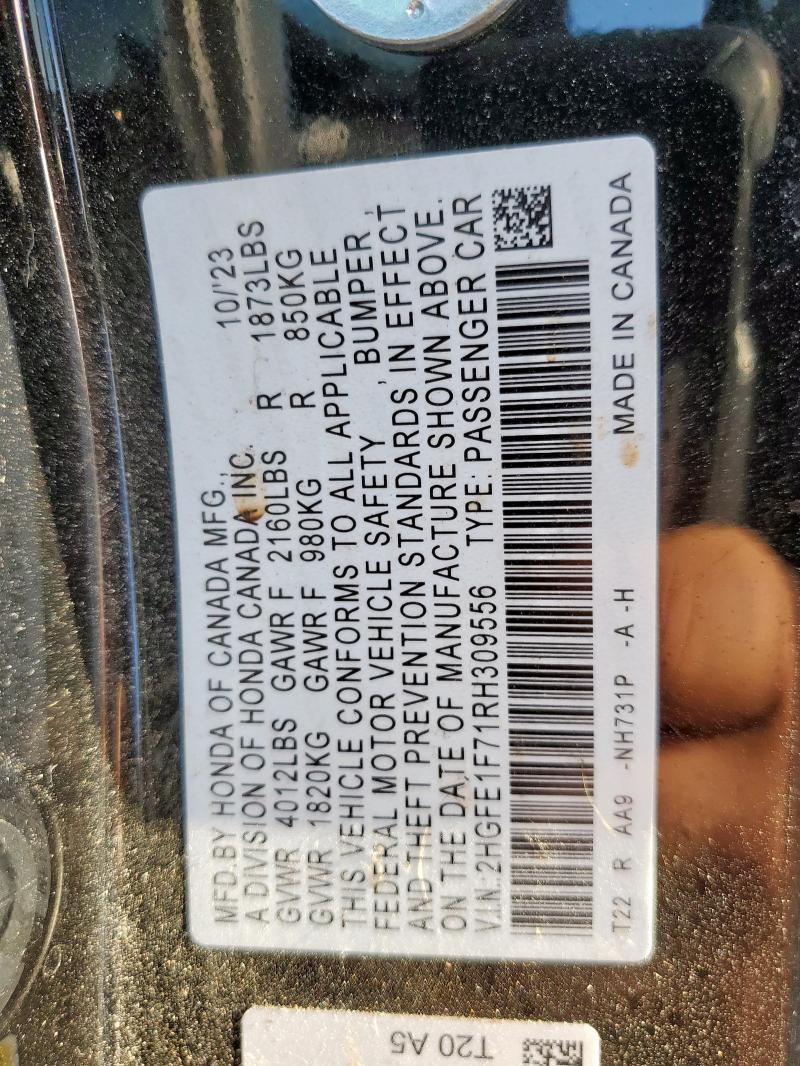 MFD.BY HONDA OF CANADA MFG., 10/'23
A DIVISION OF HONDA CANADA INC.
GVWR 4012LBS GAWR F 2160LBS R 1873LBS
GVWR 1820KG GAWR F 980KG R 850KG
THIS VEHICLE CONFORMS TO ALL APPLICABLE
FEDERAL MOTOR VEHICLE SAFETY , BUMPER ,
AND THEFT PREVENTION STANDARDS IN EFFECT
ON THE DATE OF MANUFACTURE SHOWN ABOVE.
V.I.N.:2HGFE1F71RH309556 TYPE: PASSENGER CAR
T22 R AA9 -NH731P -A -H MADE IN CANADA
T20 A5